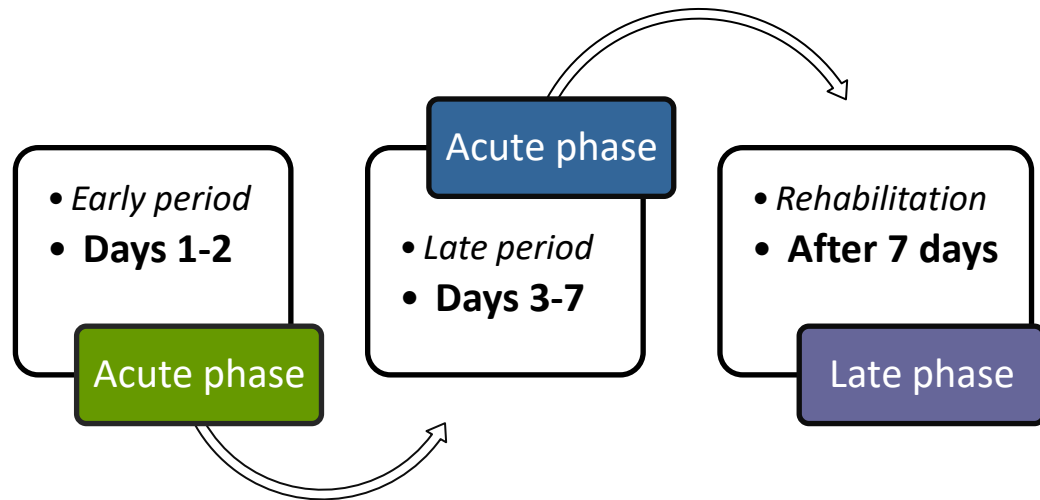 • Early period
• Days 1-2
Acute phase
Acute phase
• Late period
• Days 3-7
• Rehabilitation
• After 7 days
Late phase